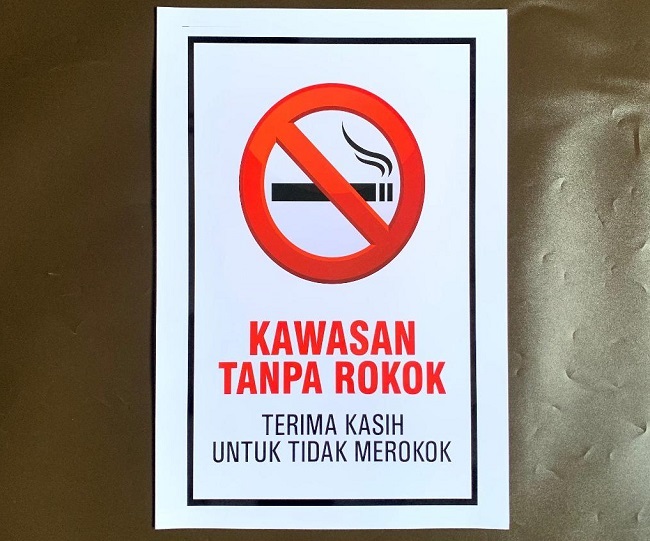 KAWASAN
TANPA ROKOK
TERIMA KASIH
UNTUK TIDAK MEROKOK